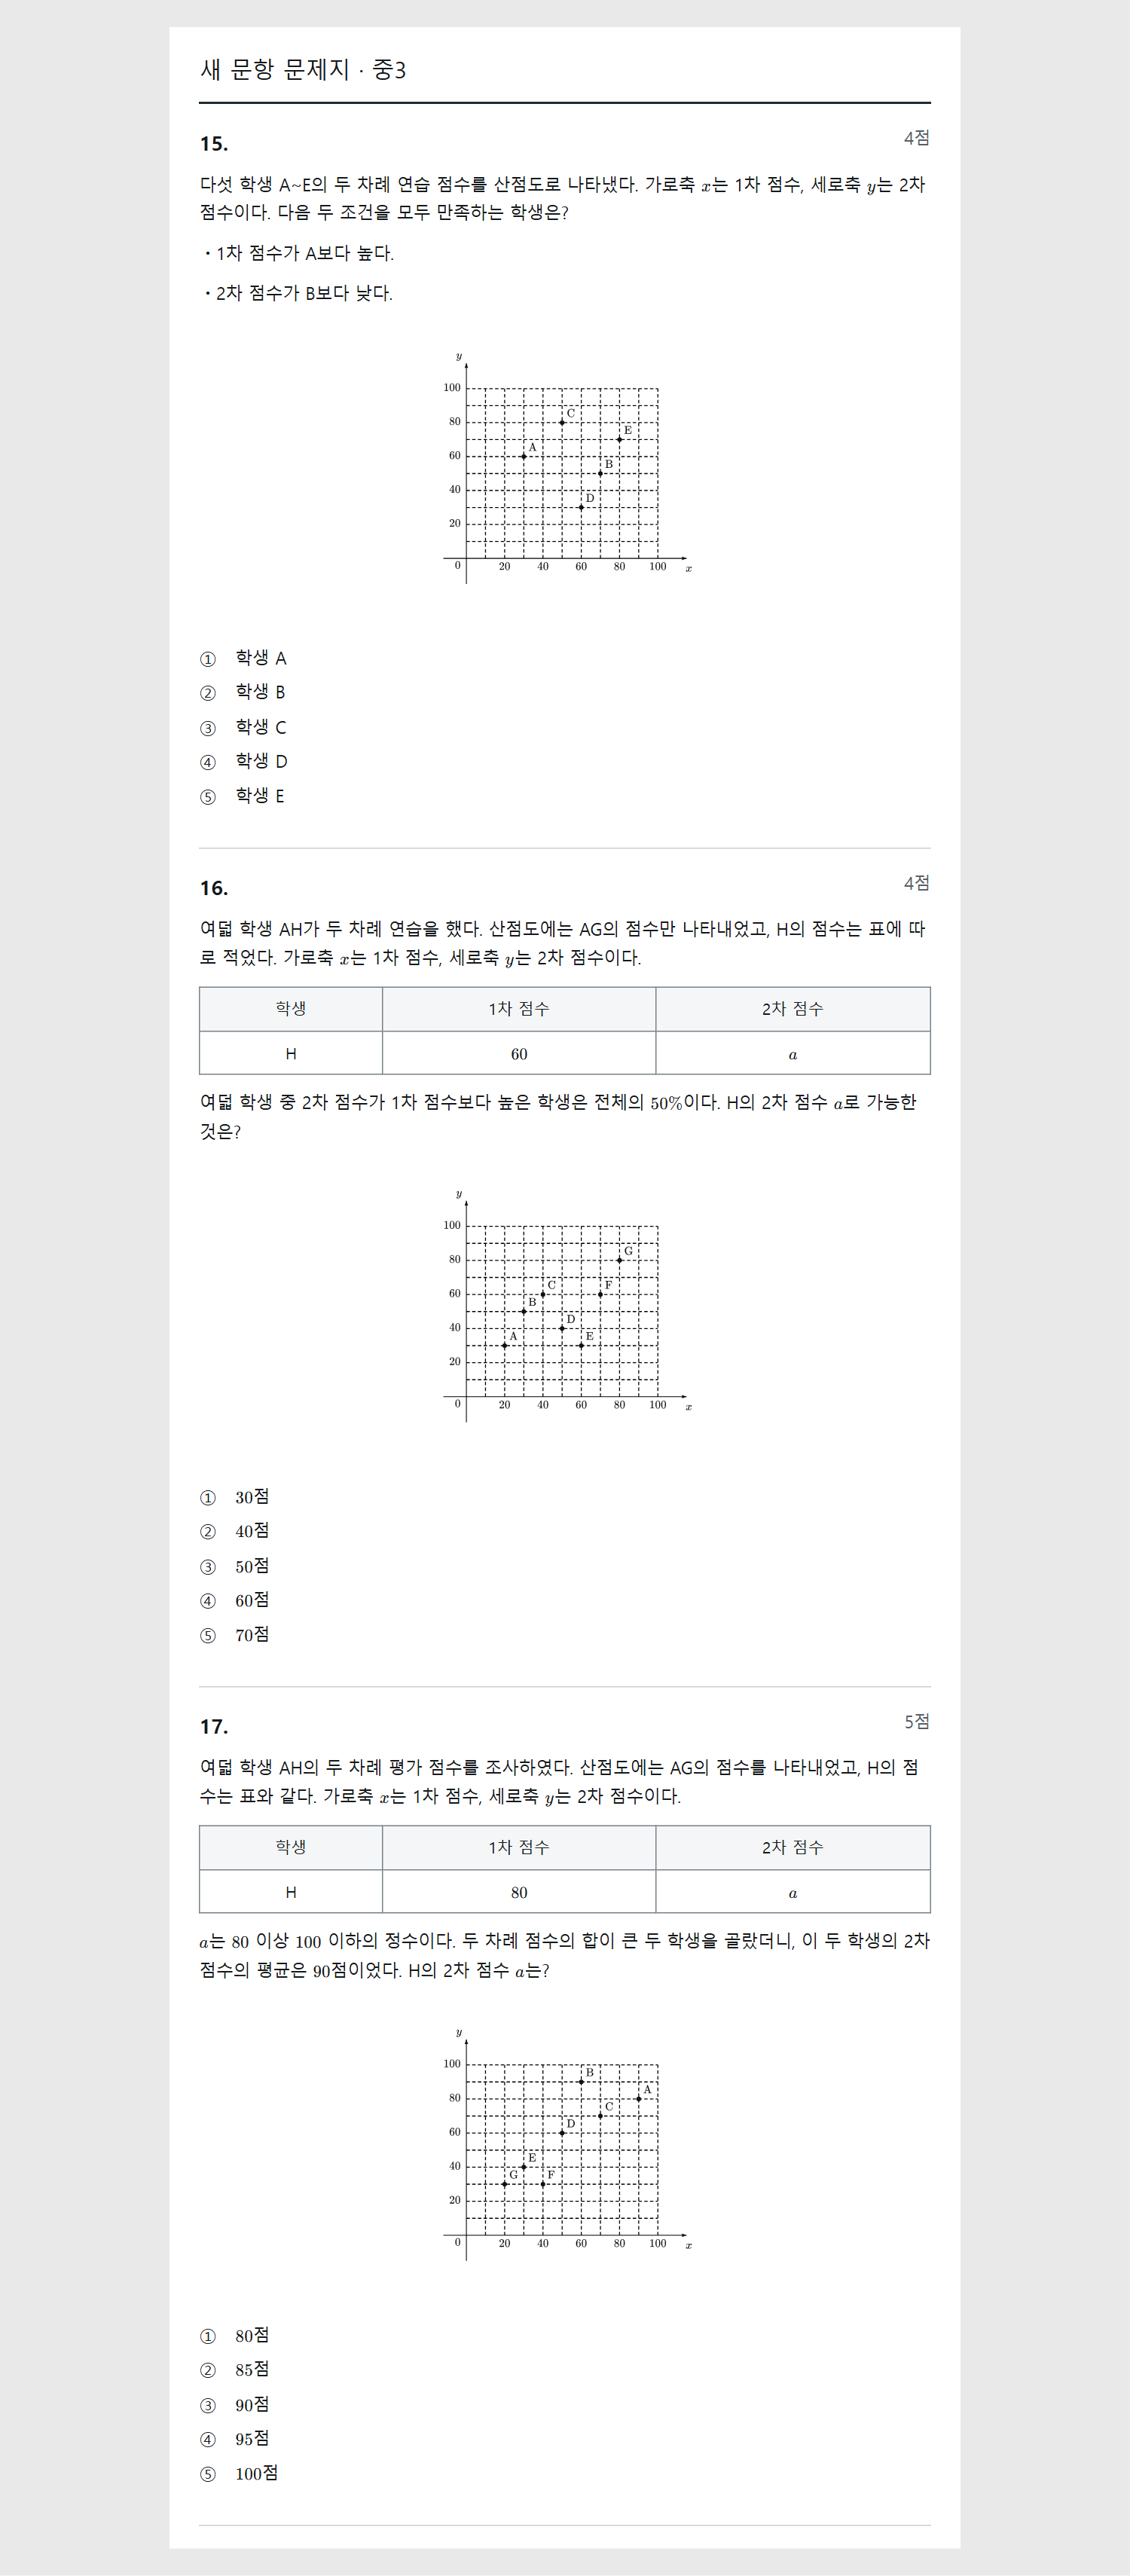 새 문항 문제지 · 중3
15.
4점
다섯 학생 A~E의 두 차례 연습 점수를 산점도로 나타냈다. 가로축 x는 1차 점수, 세로축 y는 2차
점수이다. 다음 두 조건을 모두 만족하는 학생은?
・1차 점수가 A보다 높다.
・2차 점수가 B보다 낮다.
y
100
C
80
E
A
60
B
40
D
20
0 20 40 60 80 100 x
① 학생 A
② 학생 B
③ 학생 C
④ 학생 D
⑤ 학생 E
16.
4점
여덟 학생 AH가 두 차례 연습을 했다. 산점도에는 AG의 점수만 나타내었고, H의 점수는 표에 따
로 적었다. 가로축 x는 1차 점수, 세로축 y는 2차 점수이다.
학생 1차 점수 2차 점수
H 60 a
여덟 학생 중 2차 점수가 1차 점수보다 높은 학생은 전체의 50%이다. H의 2차 점수 a로 가능한
것은?
y
100
G
80
C F
60
B
D
40
A E
20
0 20 40 60 80 100 x
① 30점
② 40점
③ 50점
④ 60점
⑤ 70점
17.
5점
여덟 학생 AH의 두 차례 평가 점수를 조사하였다. 산점도에는 AG의 점수를 나타내었고, H의 점
수는 표와 같다. 가로축 x는 1차 점수, 세로축 y는 2차 점수이다.
학생 1차 점수 2차 점수
H 80 a
a는 80 이상 100 이하의 정수이다. 두 차례 점수의 합이 큰 두 학생을 골랐더니, 이 두 학생의 2차
점수의 평균은 90점이었다. H의 2차 점수 a는?
y
100
B
A
80
C
D
60
E
40
G F
20
0 20 40 60 80 100 x
① 80점
② 85점
③ 90점
④ 95점
⑤ 100점